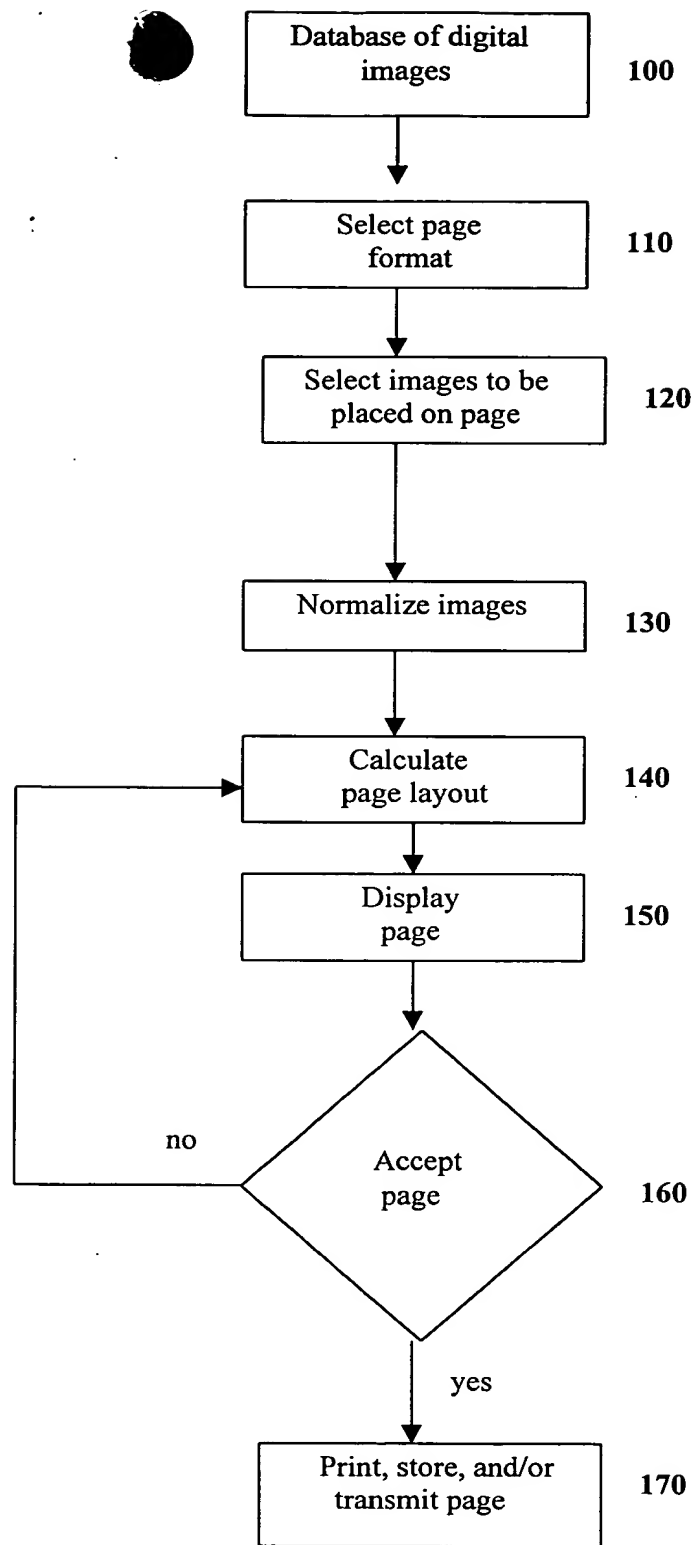 Database of digital
images
100
Select page
format
110
Select images to be
placed on page
120
Normalize images
130
Calculate
page layout
140
Display
page
150
no
Accept
page
160
yes
Print, store, and/or
transmit page
170